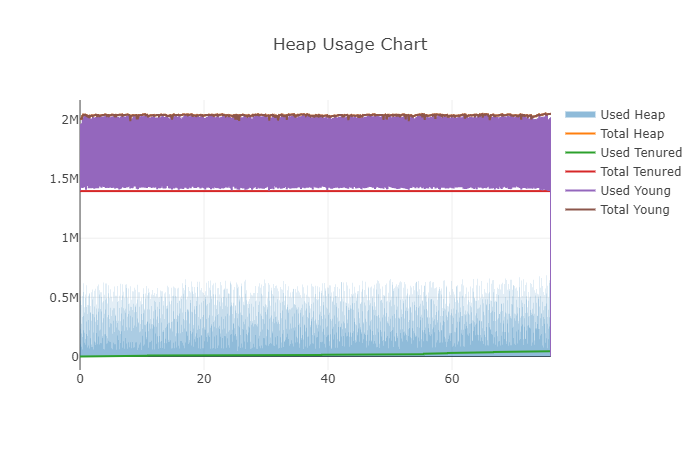 Heap Usage Chart
2M
1.5M
1M
0.5M
0
0
20
40
60
Used Heap
Total Heap
Used Tenured
Total Tenured
Used Young
Total Young